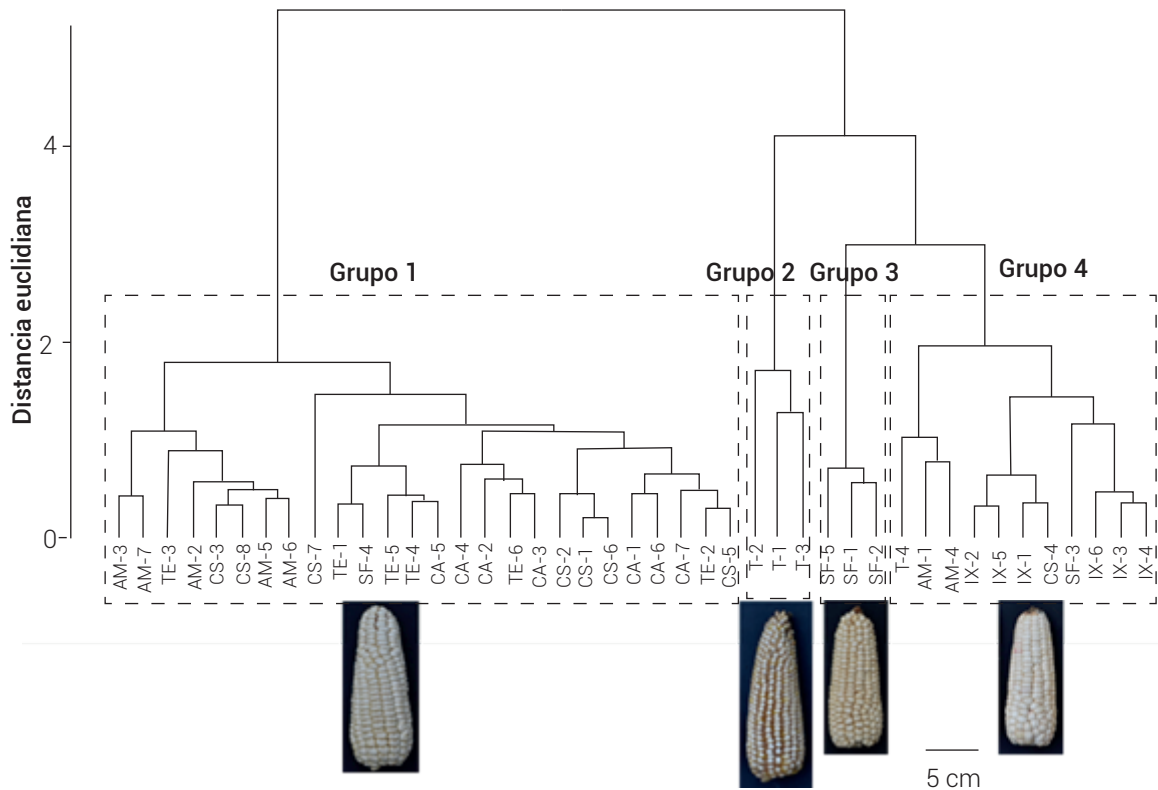 Distancia euclidiana
4
2
0
Grupo 1
Grupo 2
Grupo 3
Grupo 4
AM-3
AM-7
TE-3
AM-2
CS-3
CS-8
AM-5
AM-6
CS-7
TE-1
SF-4
TE-5
TE-4
CA-5
CA-4
CA-2
TE-6
CA-3
CS-2
CS-1
CS-6
CA-1
CA-6
CA-7
TE-2
CS-5
T-2
T-1
T-3
SF-5
SF-1
SF-2
T-4
AM-1
AM-4
IX-2
IX-5
IX-1
CS-4
SF-3
IX-6
IX-3
IX-4
5 cm